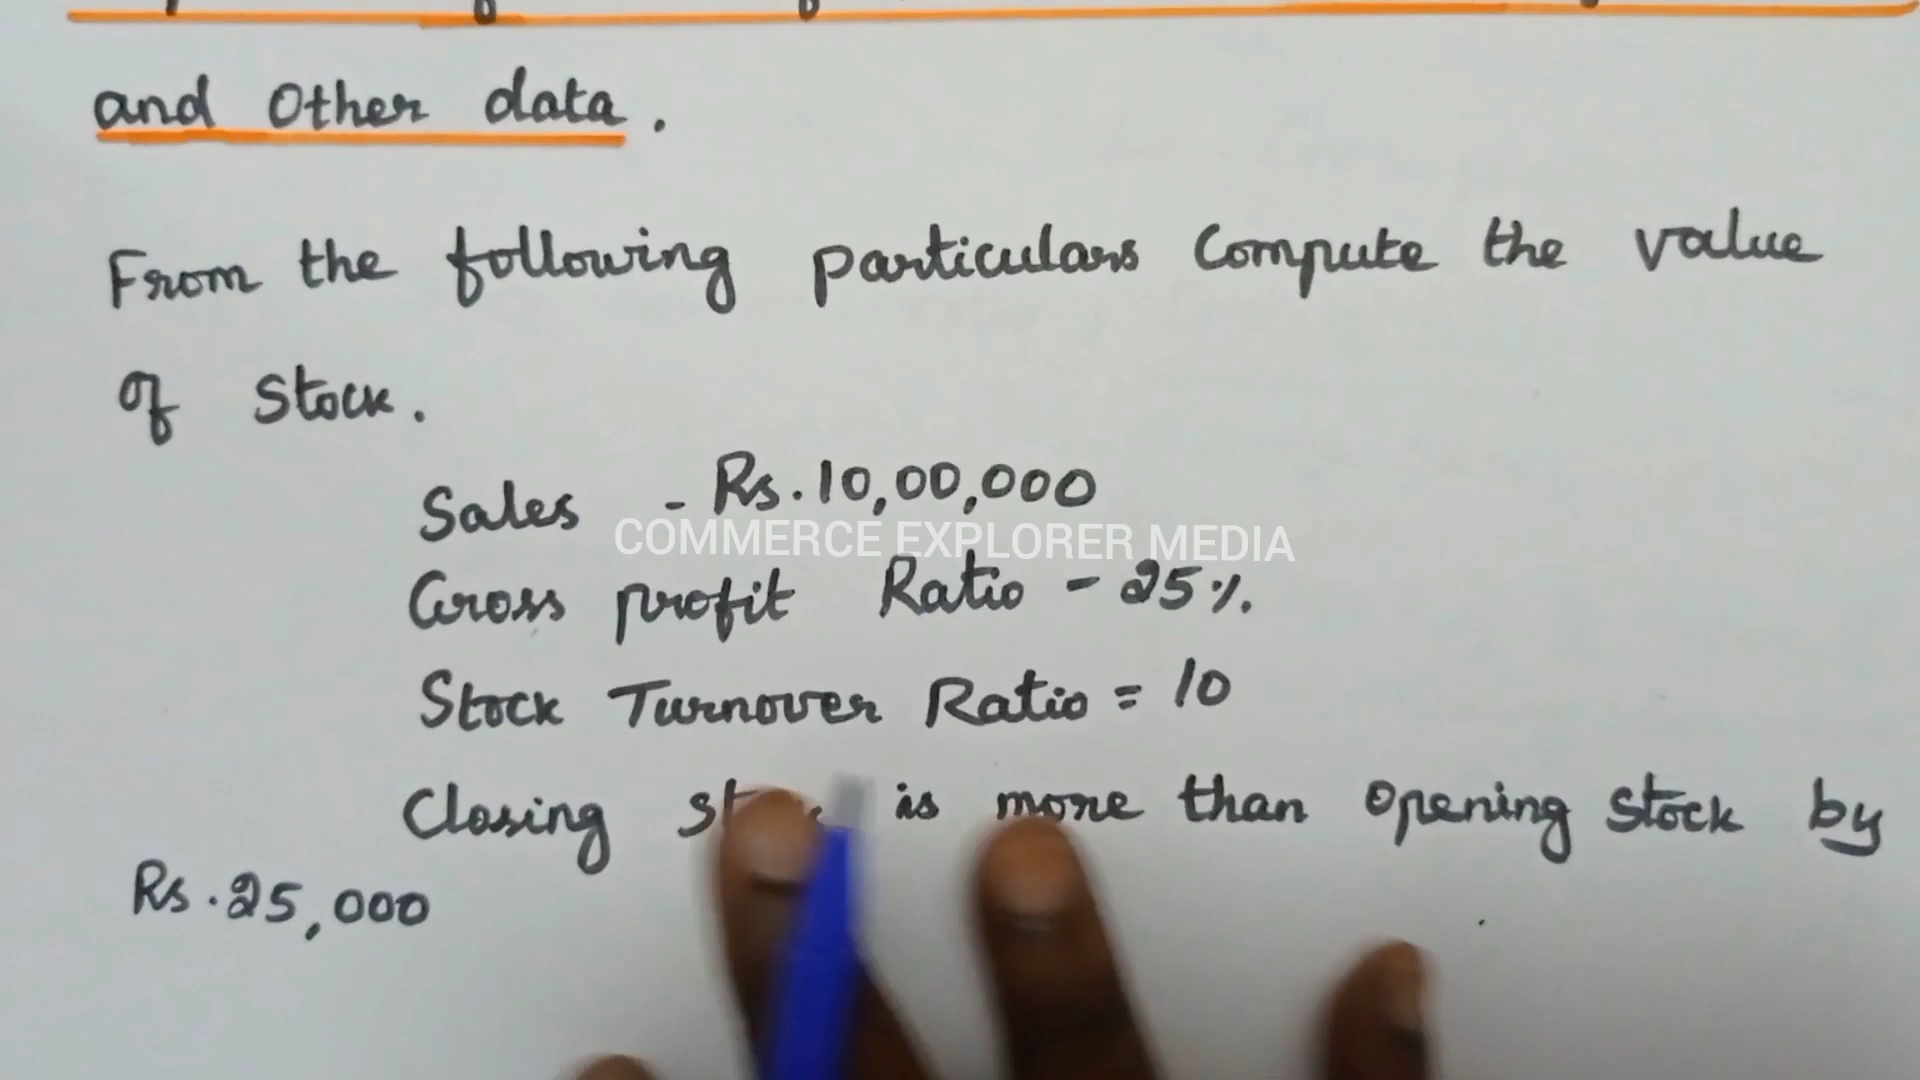 and Other data.
From the following particulars Compute the value
of Stock.
Sales - Rs.10,00,000
COMMERCE EXPLORER MEDIA
Gross profit Ratio - 25%.
Stock Turnover Ratio = 10
Closing is more than Opening Stock by
Rs.25,000